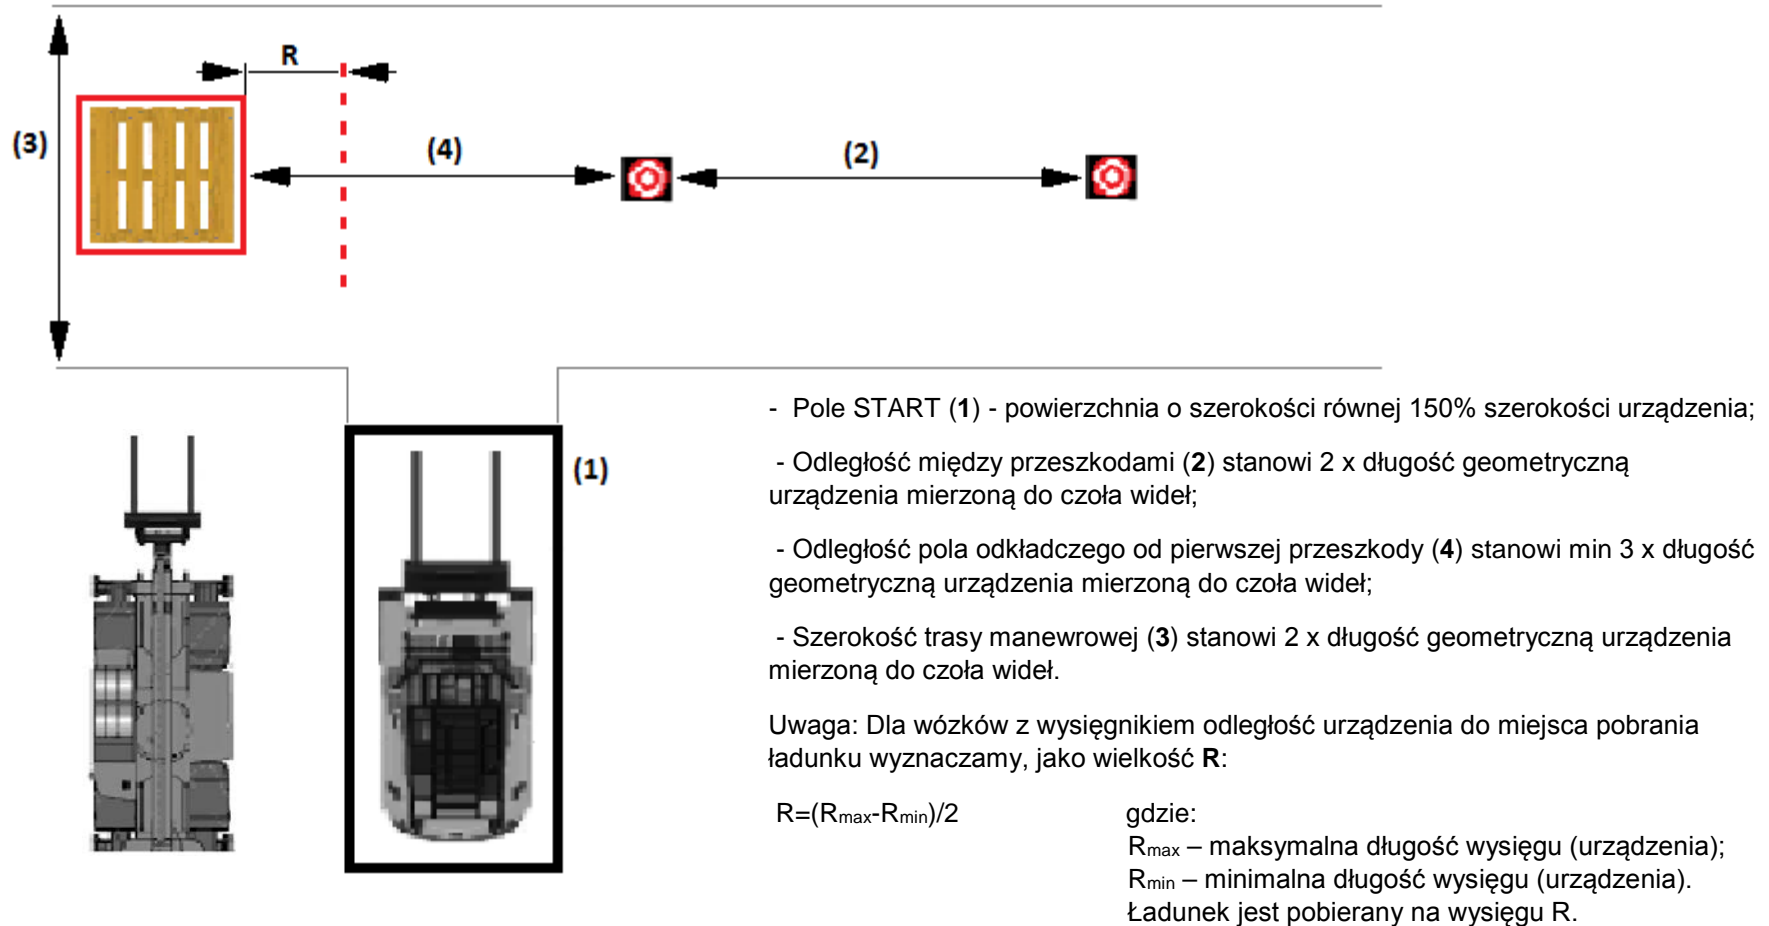 R
(3)
(4)
(2)
(1)
- Pole START (1) - powierzchnia o szerokości równej 150% szerokości urządzenia;
- Odległość między przeszkodami (2) stanowi 2 x długość geometryczną
urządzenia mierzoną do czoła wideł;
- Odległość pola odkładczego od pierwszej przeszkody (4) stanowi min 3 x długość
geometryczną urządzenia mierzoną do czoła wideł;
- Szerokość trasy manewrowej (3) stanowi 2 x długość geometryczną urządzenia
mierzoną do czoła wideł.
Uwaga: Dla wózków z wysięgnikiem odległość urządzenia do miejsca pobrania
ładunku wyznaczamy, jako wielkość R:
R=(Rmax-Rmin)/2 gdzie:
Rmax – maksymalna długość wysięgu (urządzenia);
Rmin – minimalna długość wysięgu (urządzenia).
Ładunek jest pobierany na wysięgu R.